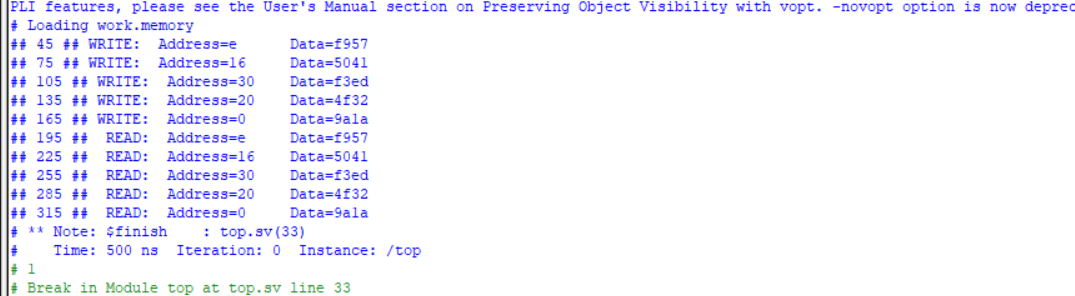 PLI features, please see the User's Manual section on Preserving Object Visibility with vopt. -novopt option is now deprec
# Loading work.memory
## 45 ## WRITE:  Address=e      Data=f957
## 75 ## WRITE:  Address=16     Data=5041
## 105 ## WRITE:  Address=30    Data=f3ed
## 135 ## WRITE:  Address=20    Data=4f32
## 165 ## WRITE:  Address=0     Data=9a1a
## 195 ##  READ:  Address=e     Data=f957
## 225 ##  READ:  Address=16    Data=5041
## 255 ##  READ:  Address=30    Data=f3ed
## 285 ##  READ:  Address=20    Data=4f32
## 315 ##  READ:  Address=0     Data=9a1a
# ** Note: $finish    : top.sv(33)
#    Time: 500 ns  Iteration: 0  Instance: /top
# 1
# Break in Module top at top.sv line 33